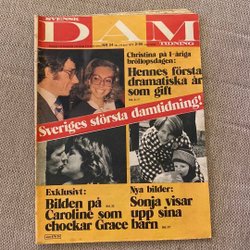 SVENSK
DAM
TIDNING
Christina på 1-åriga
bröllopsdagen:
Hennes första
dramatiska år
som gift
Sveriges största damtidning!
Exklusivt:
Bilden på
Caroline som
chockar Grace
Nya bilder:
Sonja visar
upp sina
barn